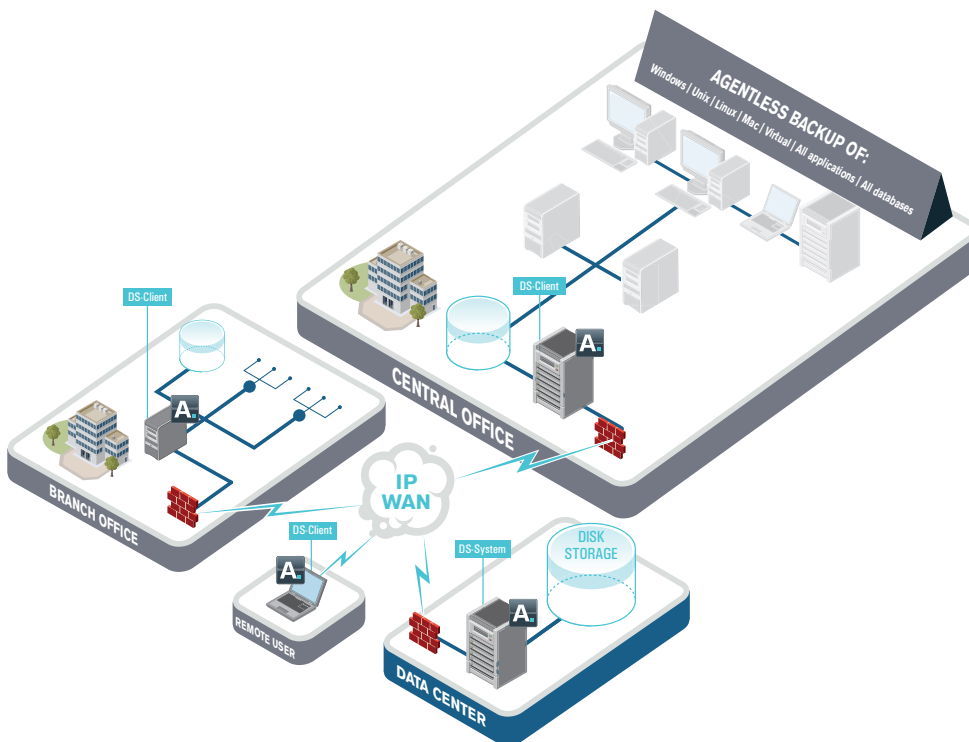 AGENTLESS BACKUP OF:
Windows | Unix | Linux | Mac | Virtual | All applications | All databases
DS-Client
DS-Client
A.
CENTRAL OFFICE
A.
BRANCH OFFICE
IP
WAN
DS-Client
A.
REMOTE USER
DISK
STORAGE
DS-System
A.
DATA CENTER